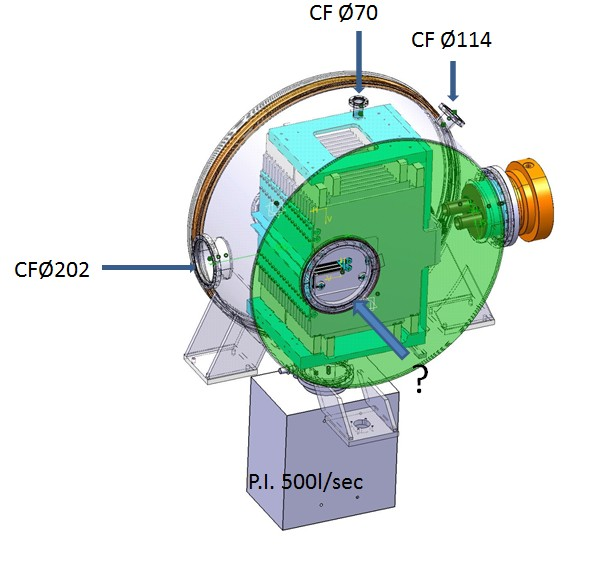 CF Ø70
CF Ø114
CFØ202
?
P.I. 500l/sec